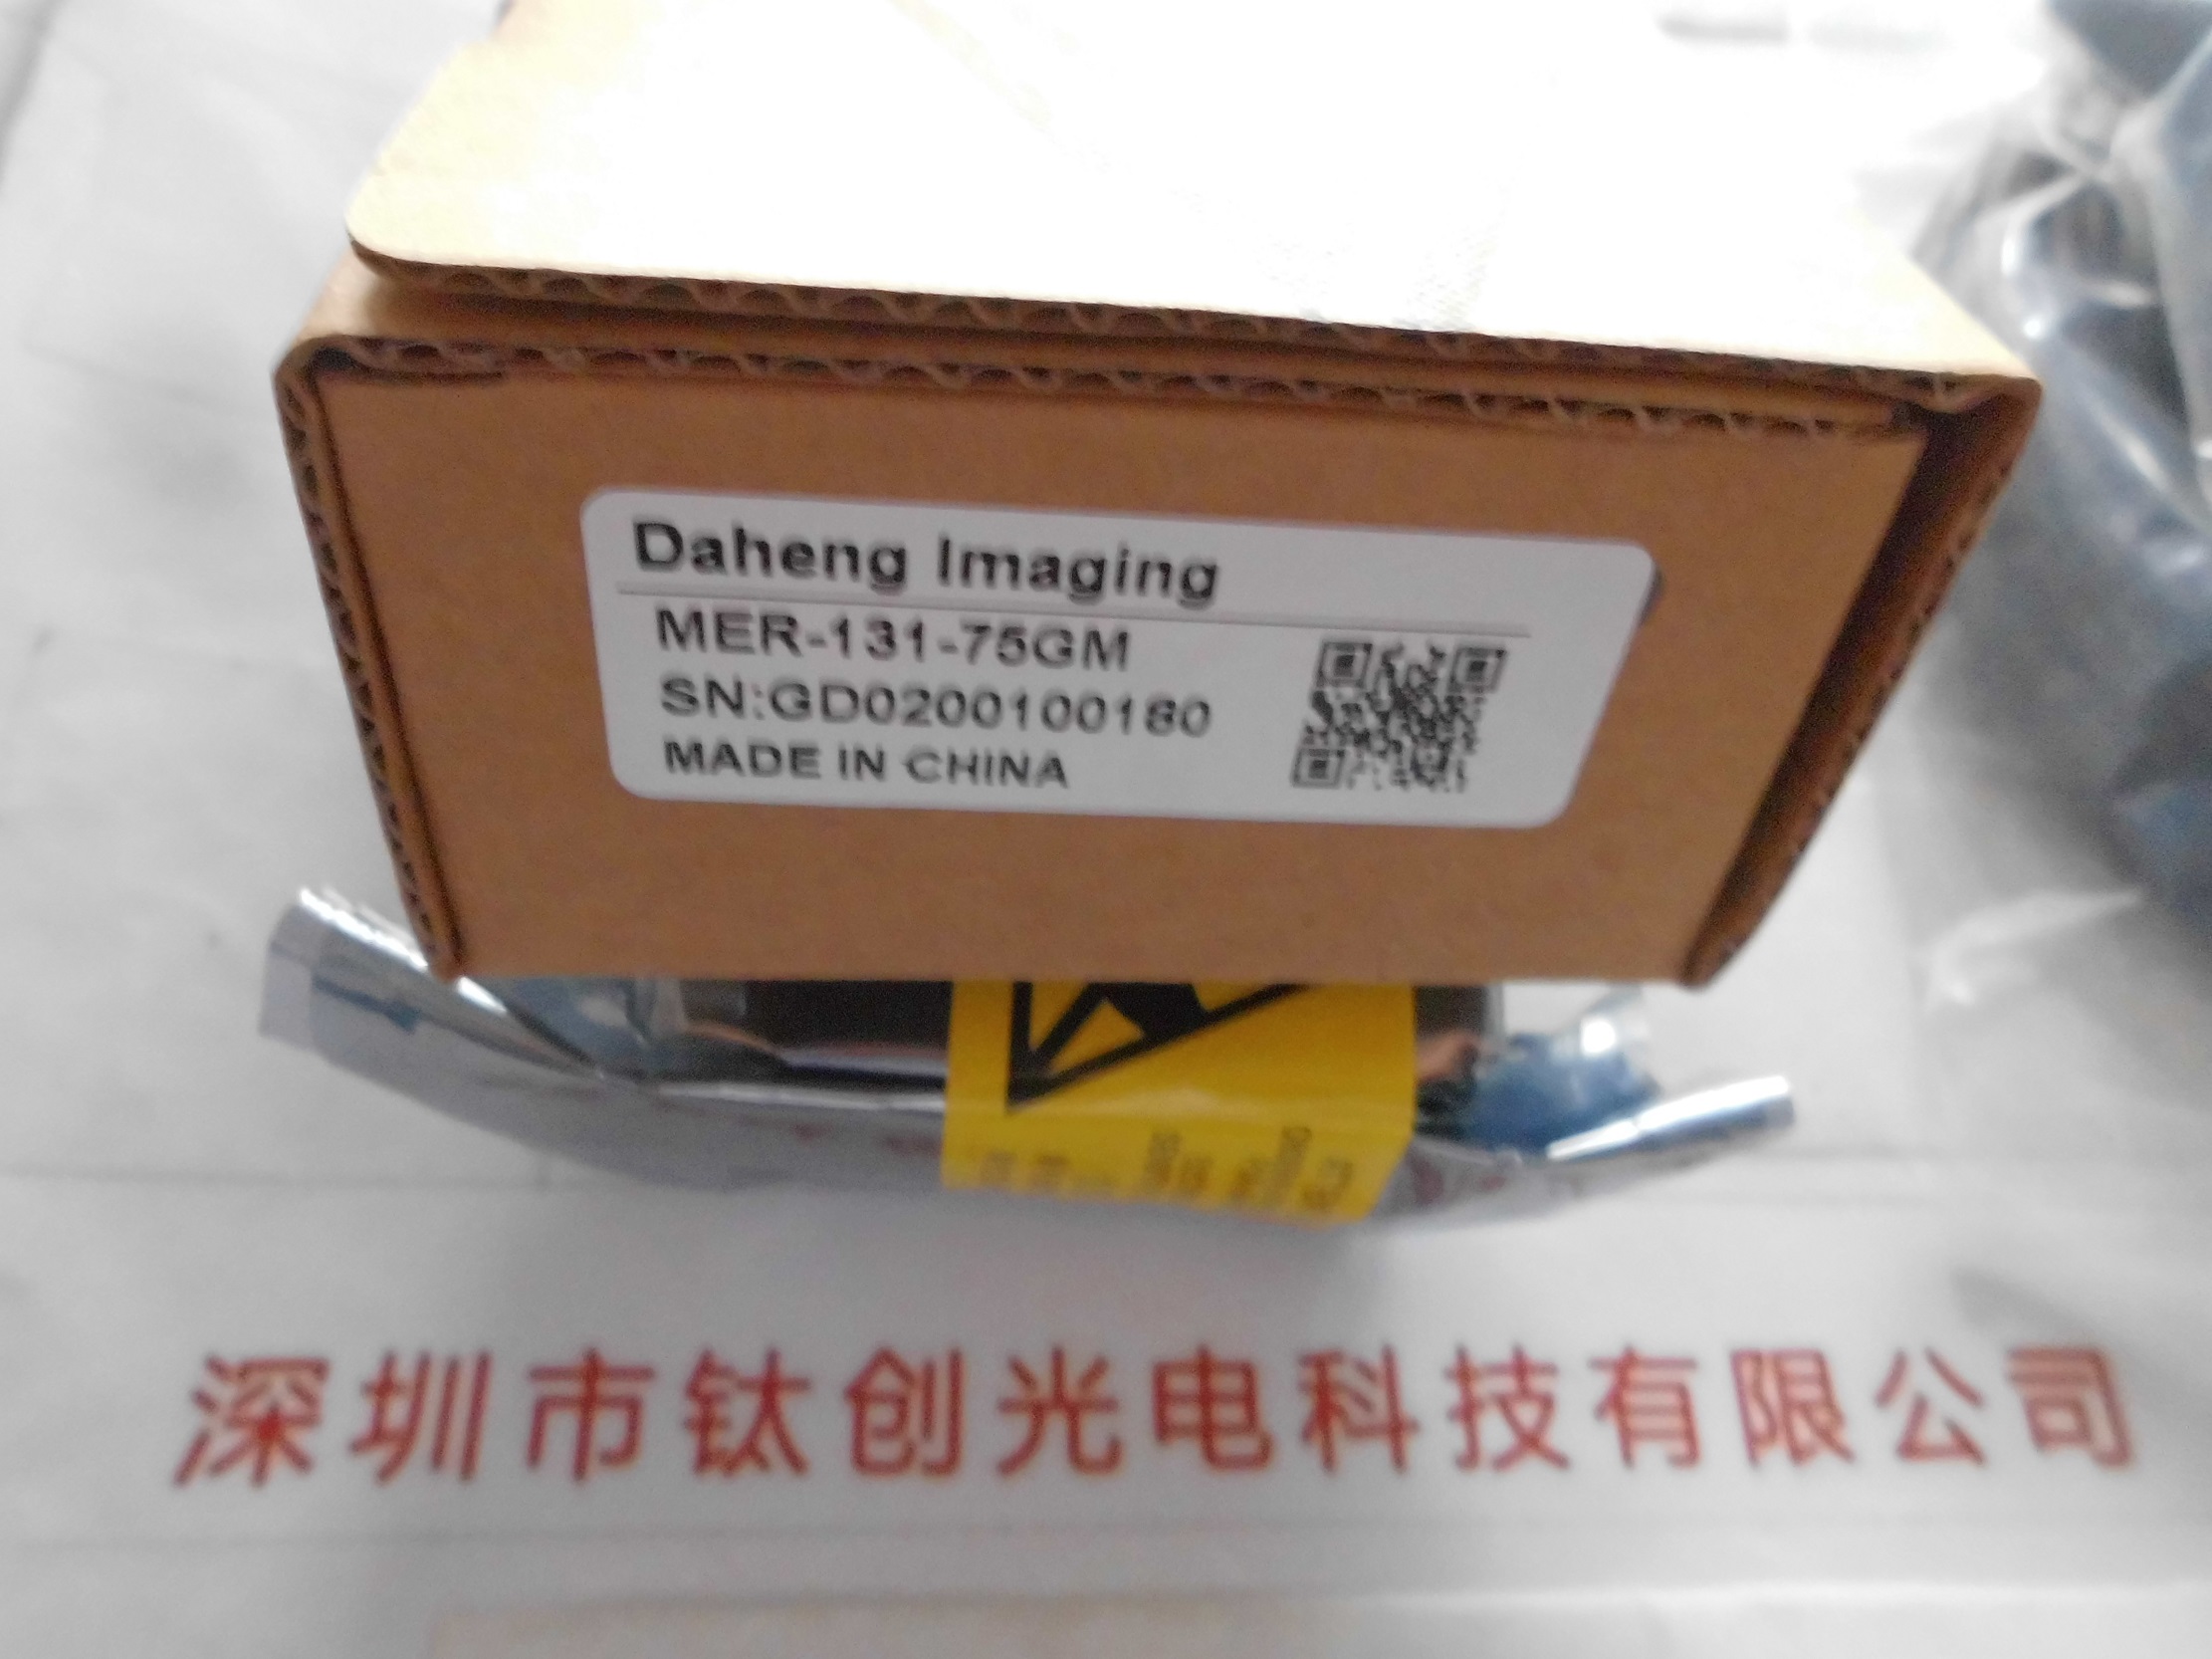 Daheng Imaging
MER-131-75GM
SN:GD0200100180
MADE IN CHINA
深圳市钛创光电科技有限公司